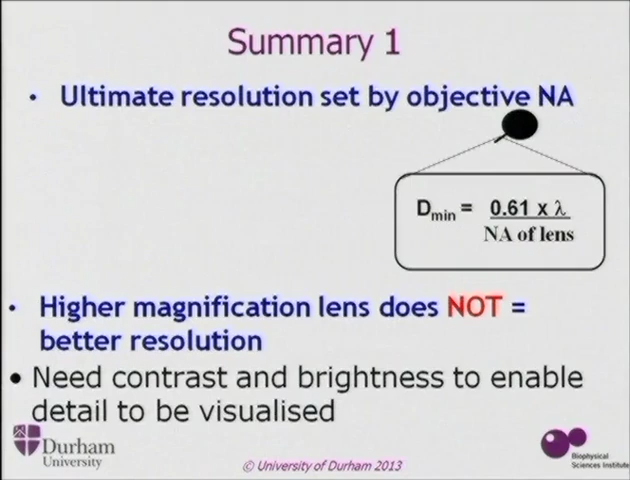 Summary 1
• Ultimate resolution set by objective NA
Dmin = 0.61 x λ
NA of lens
• Higher magnification lens does NOT =
better resolution
• Need contrast and brightness to enable
detail to be visualised
Durham
University
© University of Durham 2013
Biophysical
Sciences Institute